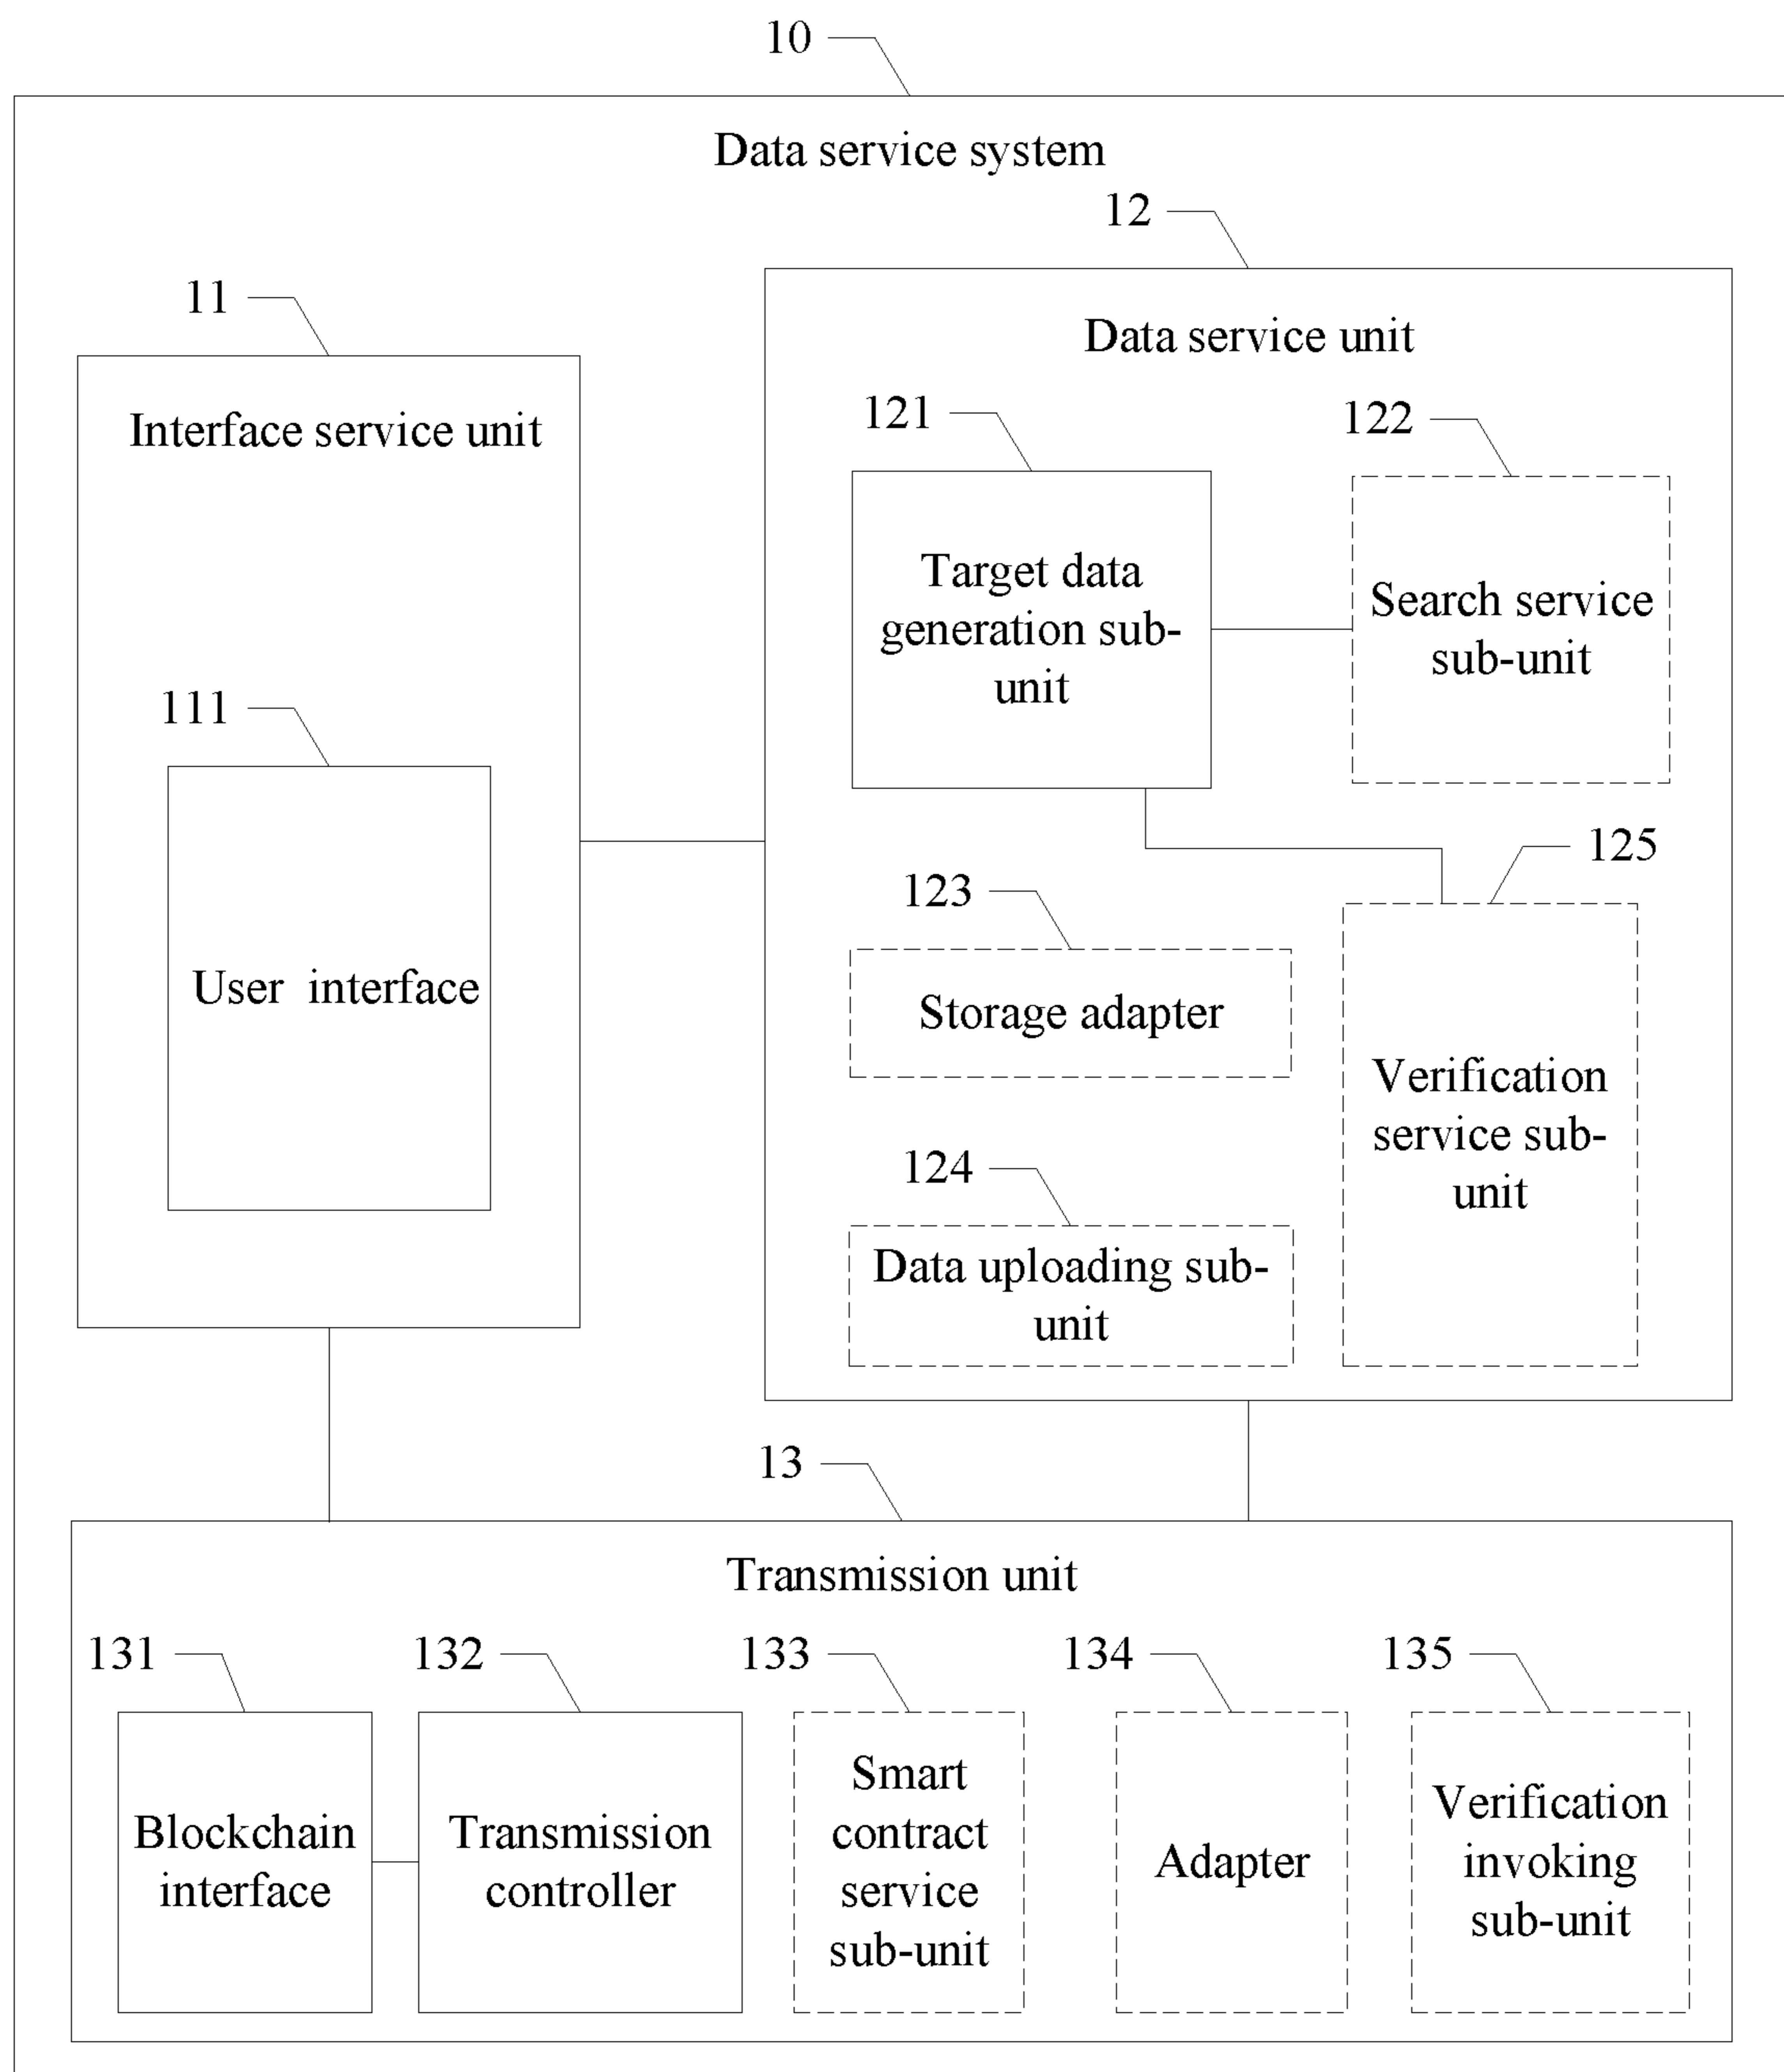 10
Data service system
12
11
Data service unit
Interface service unit
121
122
Target data
generation sub-
unit
Search service
sub-unit
111
User interface
125
123
Storage adapter
Verification
service sub-
unit
124
Data uploading sub-
unit
13
Transmission unit
131
132
133
134
135
Blockchain
interface
Transmission
controller
Smart
contract
service
sub-unit
Adapter
Verification
invoking
sub-unit